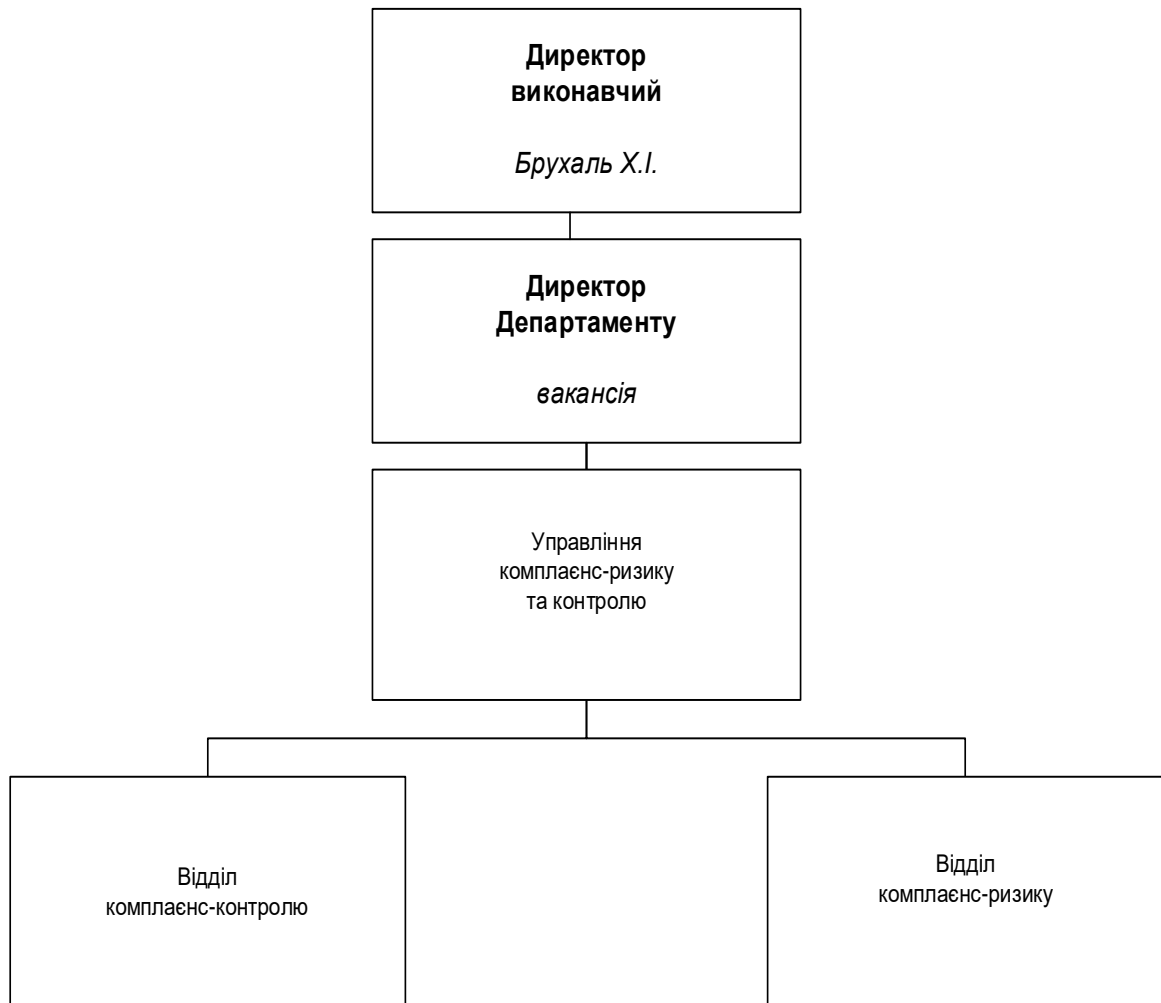 Директор
виконавчий
Брухаль Х.І.
Директор
Департаменту
вакансія
Управління
комплаєнс-ризику
та контролю
Відділ
комплаєнс-контролю
Відділ
комплаєнс-ризику